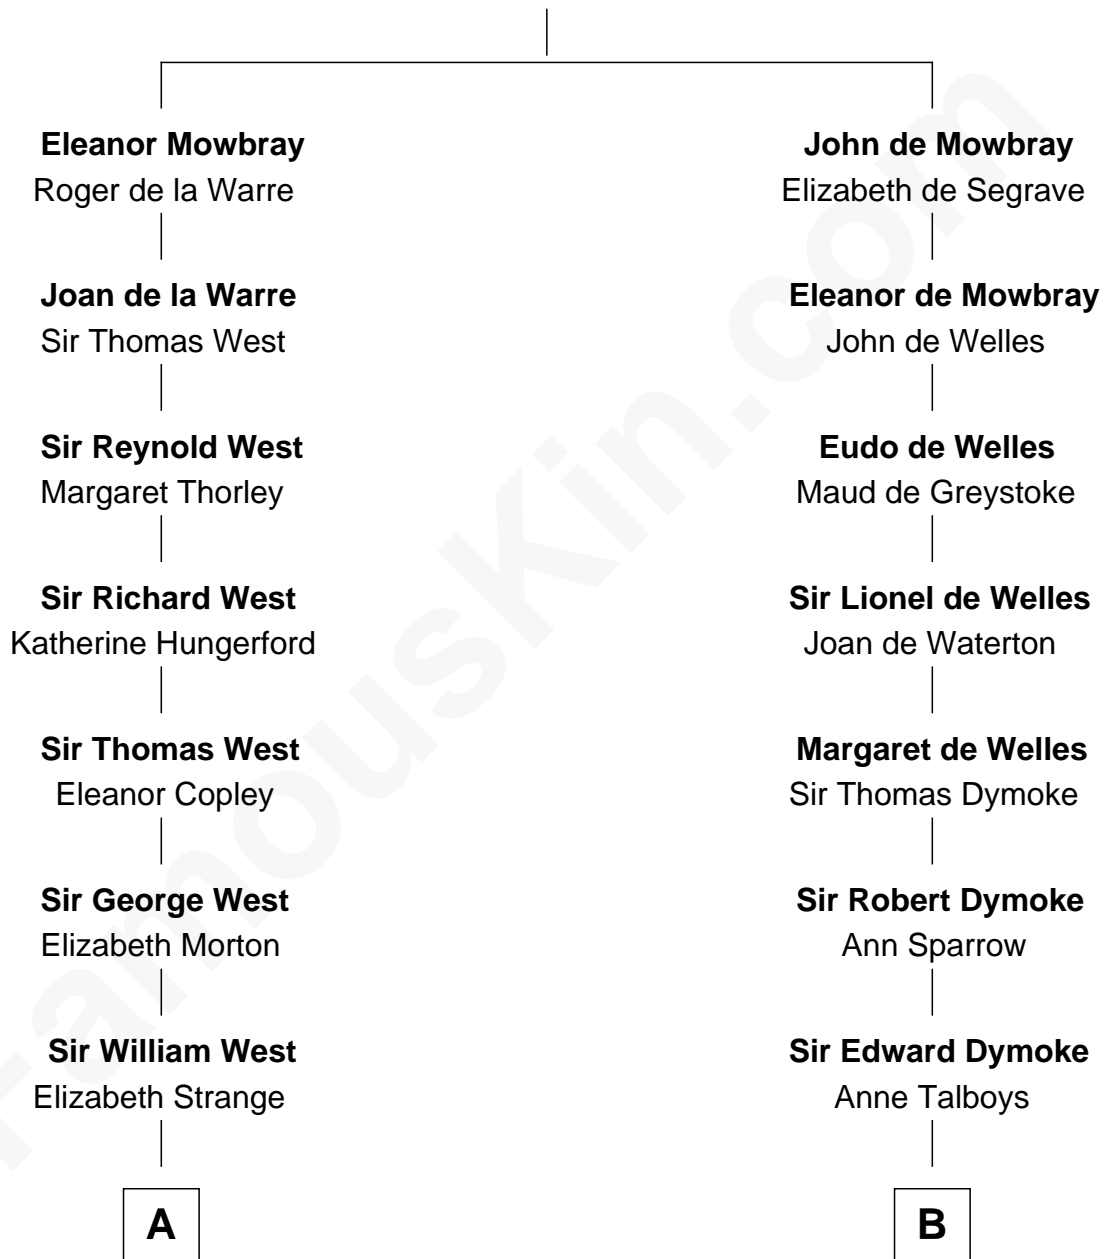 Eleanor Mowbray
Roger de la Warre
John de Mowbray
Elizabeth de Segrave
Joan de la Warre
Sir Thomas West
Eleanor de Mowbray
John de Welles
Sir Reynold West
Margaret Thorley
Eudo de Welles
Maud de Greystoke
Sir Richard West
Katherine Hungerford
Sir Lionel de Welles
Joan de Waterton
Sir Thomas West
Eleanor Copley
Margaret de Welles
Sir Thomas Dymoke
Sir George West
Elizabeth Morton
Sir Robert Dymoke
Ann Sparrow
Sir William West
Elizabeth Strange
Sir Edward Dymoke
Anne Talboys
A
B
FamousKin.com